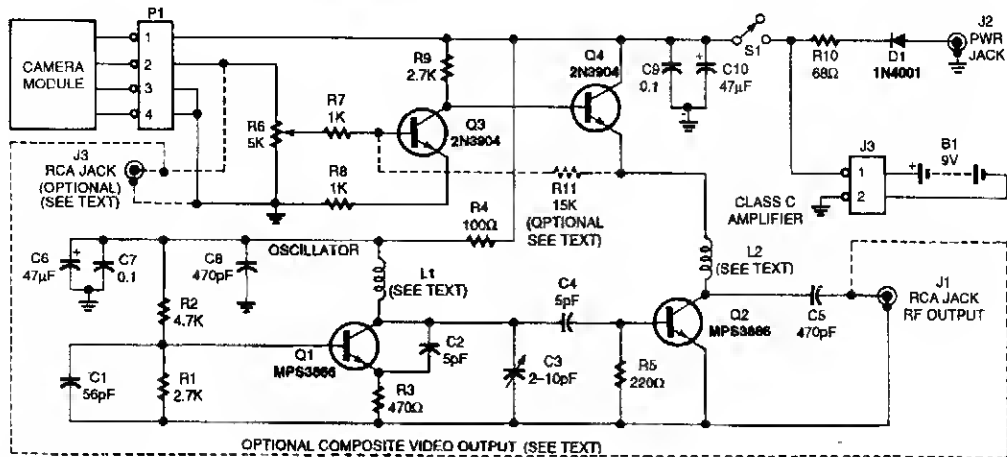 CAMERA
MODULE
P1
1
2
3
4
J3
RCA JACK
(OPTIONAL)
(SEE TEXT)
R6
5K
R7
1K
R8
1K
R9
2.7K
Q3
2N3904
Q4
2N3904
C9
0.1
+
C10
47µF
S1
R10
68Ω
D1
1N4001
J2
PWR
JACK
J3
1
2
+
B1
9V
-
R11
15K
(OPTIONAL
SEE TEXT)
CLASS C
AMPLIFIER
R4
100Ω
OSCILLATOR
C6
47µF
+
C7
0.1
C8
470pF
L1
(SEE TEXT)
L2
(SEE TEXT)
J1
RCA JACK
RF OUTPUT
R2
4.7K
C4
5pF
Q2
MPS3866
C5
470pF
Q1
MPS3866
C2
5pF
C3
2-10pF
R5
220Ω
C1
56pF
R1
2.7K
R3
470Ω
OPTIONAL COMPOSITE VIDEO OUTPUT (SEE TEXT)